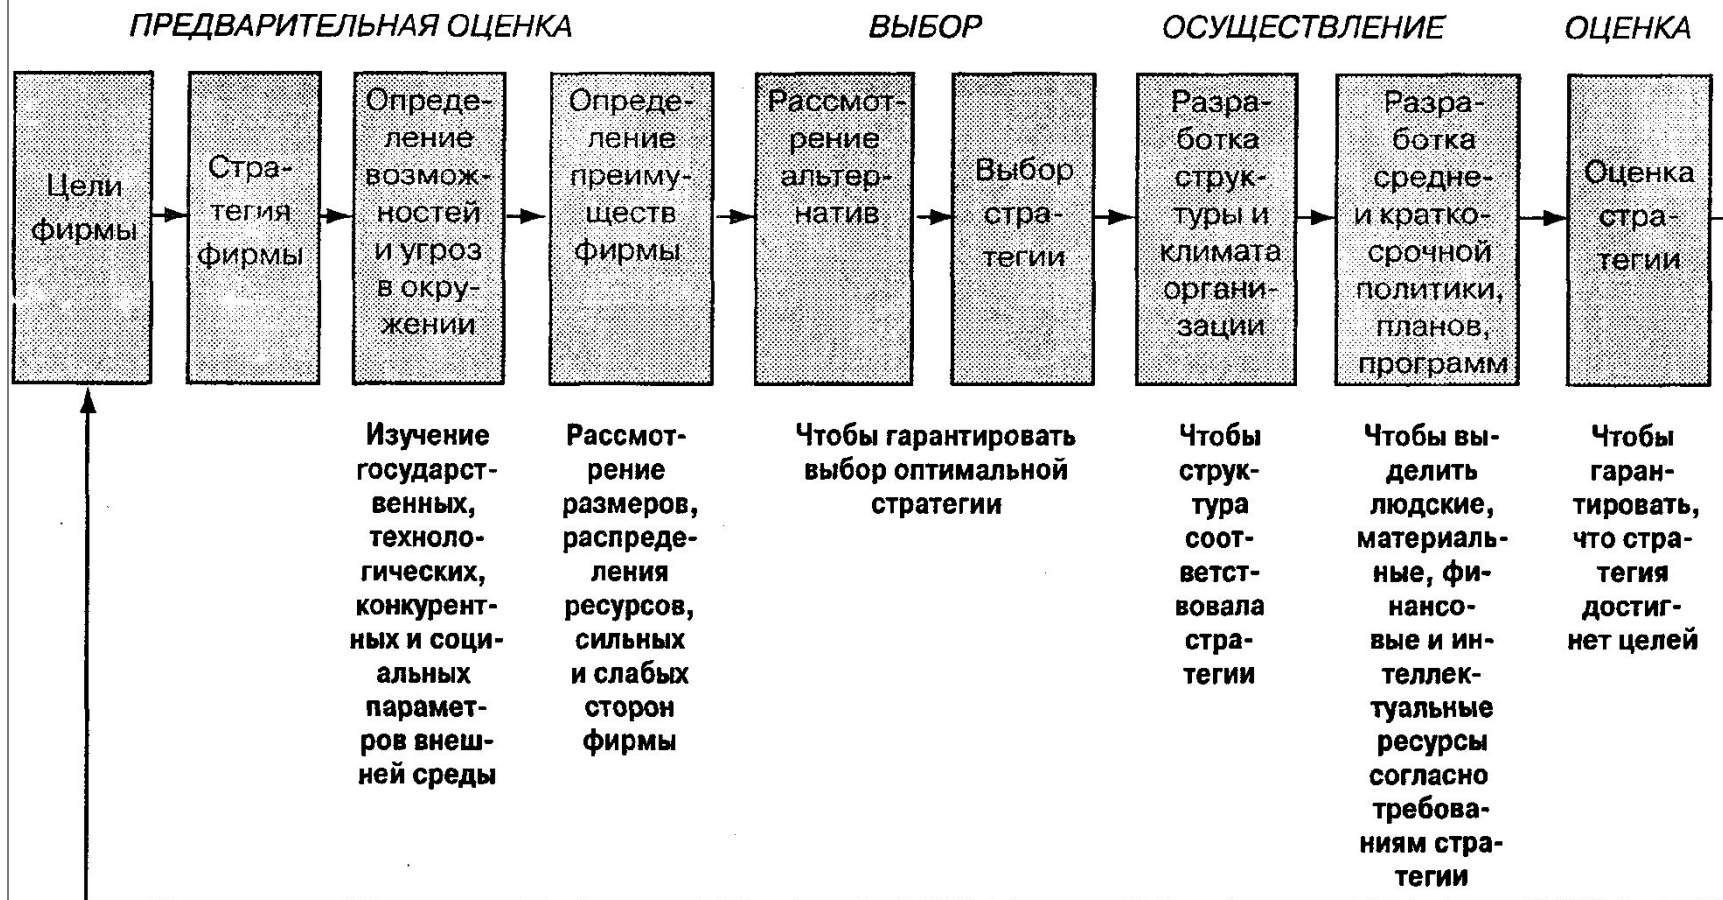 ПРЕДВАРИТЕЛЬНАЯ ОЦЕНКА
ВЫБОР
ОСУЩЕСТВЛЕНИЕ
ОЦЕНКА
Цели
фирмы
Стра-
тегия
фирмы
Опреде-
ление
возмож-
ностей
и угроз
в окру-
жении
Опреде-
ление
преиму-
ществ
фирмы
Рассмот-
рение
альтер-
натив
Выбор
стра-
тегии
Разра-
ботка
струк-
туры и
климата
органи-
зации
Разра-
ботка
средне-
и кратко-
срочной
политики,
планов,
программ
Оценка
стра-
тегии
Изучение
государст-
венных,
техноло-
гических,
конкурент-
ных и соци-
альных
парамет-
ров внеш-
ней среды
Рассмот-
рение
размеров,
распреде-
ления
ресурсов,
сильных
и слабых
сторон
фирмы
Чтобы гарантировать
выбор оптимальной
стратегии
Чтобы
струк-
тура
соот-
ветст-
вовала
стра-
тегии
Чтобы вы-
делить
людские,
материаль-
ные, фи-
нансо-
вые и ин-
теллек-
туальные
ресурсы
согласно
требова-
ниям стра-
тегии
Чтобы
гаран-
тировать,
что стра-
тегия
достиг-
нет целей